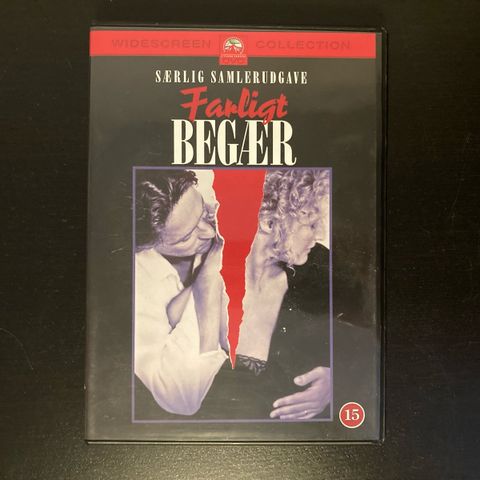 WIDESCREEN COLLECTION
SÆRLIG SAMLERUDGAVE
Farligt
BEGÆR
15